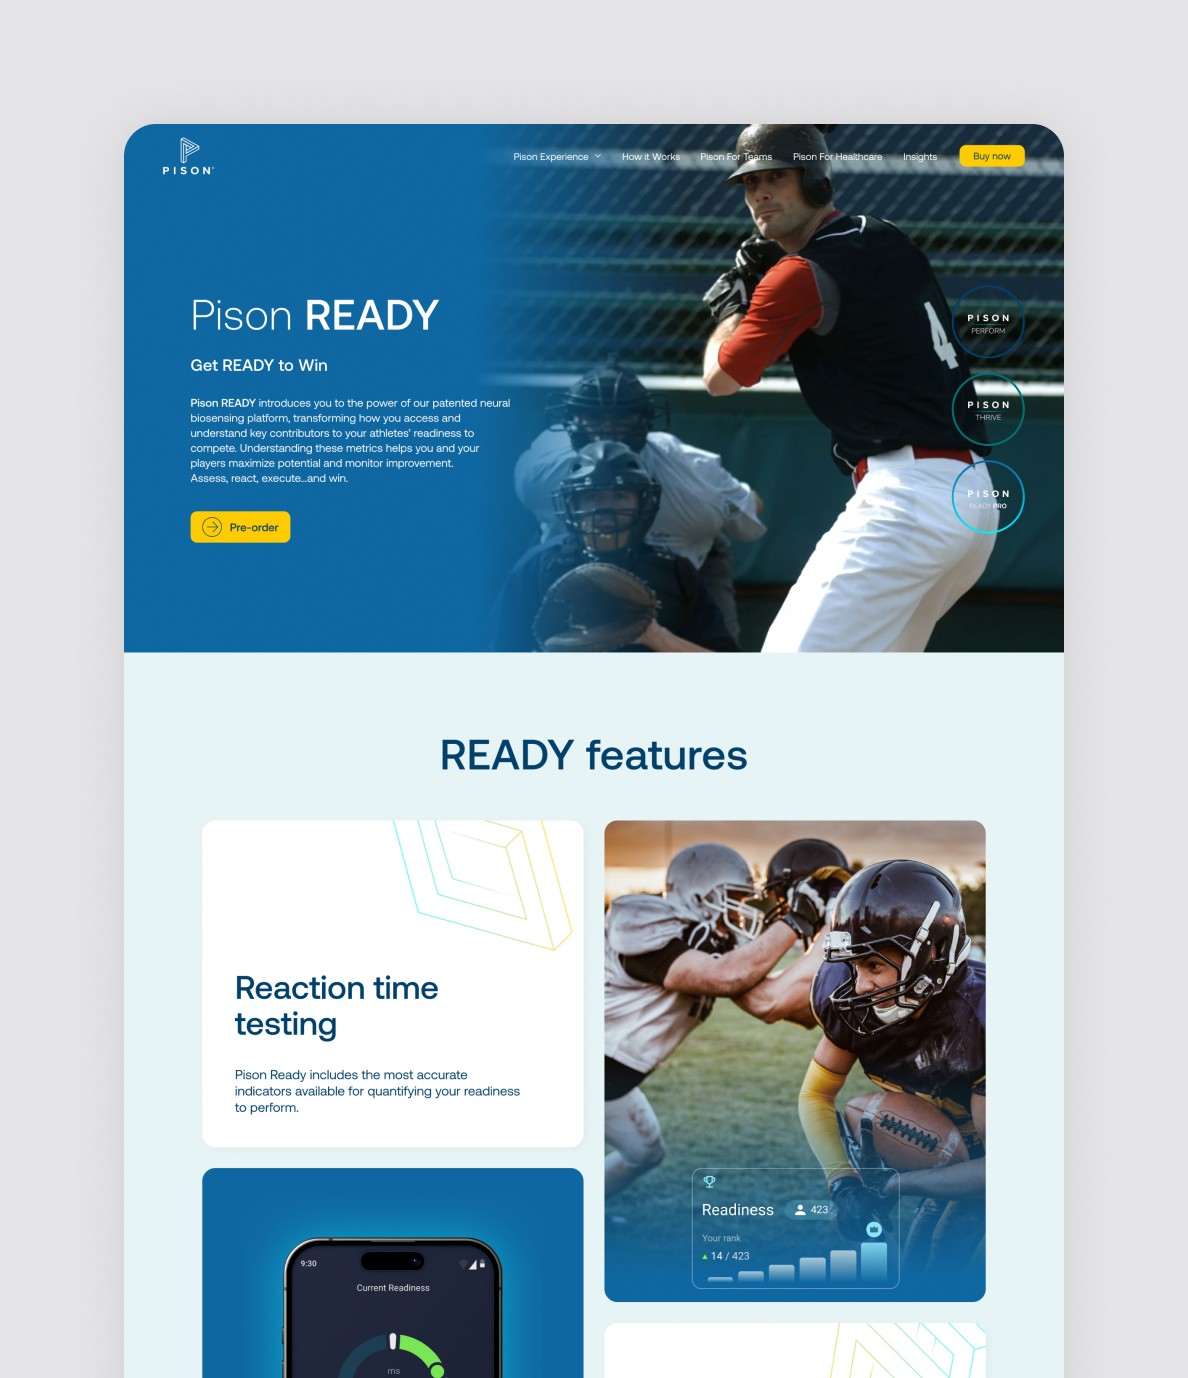 PISON
Pison Experience
How it Works
Pison For Teams
Pison For Healthcare
Insights
Buy now
Pison READY
Get READY to Win
Pison READY introduces you to the power of our patented neural
biosensing platform, transforming how you access and
understand key contributors to your athletes' readiness to
compete. Understanding these metrics helps you and your
players maximize potential and monitor improvement.
Assess, react, execute...and win.
Pre-order
4
PISON
PERFORM
PISON
THRIVE
PISON
READY PRO
READY features
Reaction time
testing
Pison Ready includes the most accurate
indicators available for quantifying your readiness
to perform.
Readiness
423
Your rank
14 / 423
9:30
Current Readiness
ms